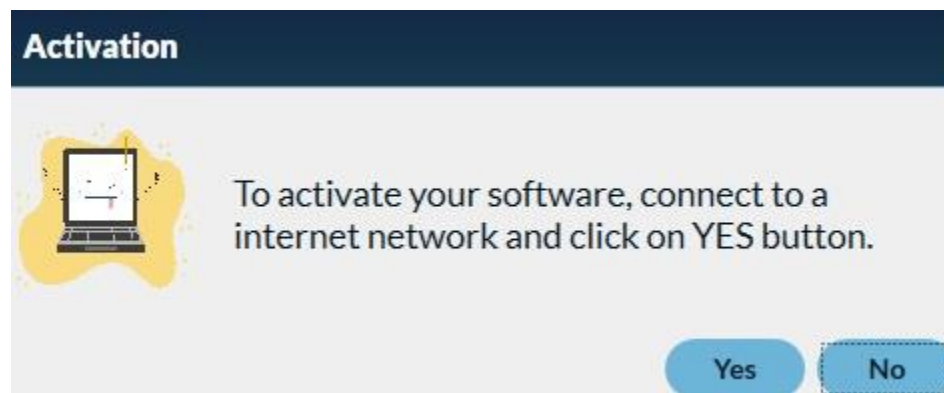 Activation
To activate your software, connect to a
internet network and click on YES button.
Yes
No